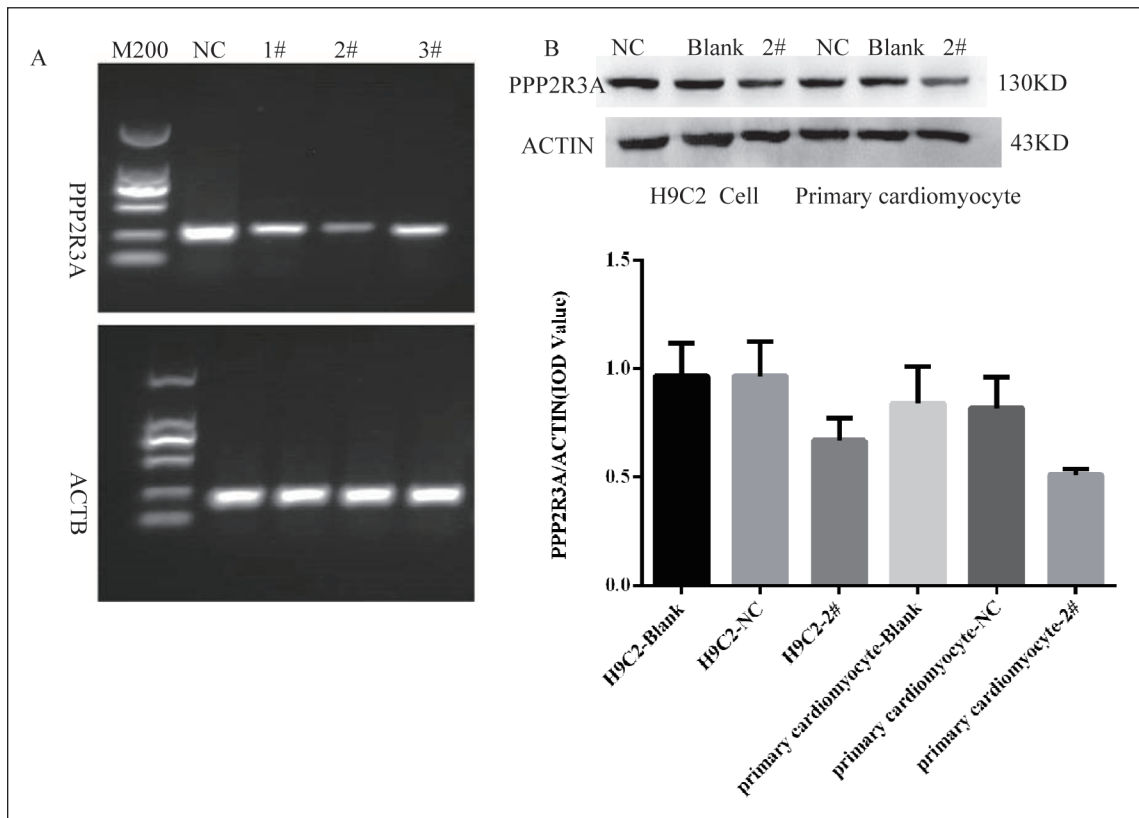 A
M200 NC 1# 2# 3#
PPP2R3A
ACTB
B
NC Blank 2# NC Blank 2#
PPP2R3A 130KD
ACTIN 43KD
H9C2 Cell Primary cardiomyocyte
PPP2R3A/ACTIN(IOD Value)
1.5
1.0
0.5
0.0
H9C2-Blank
H9C2-NC
H9C2-2#
primary cardiomyocyte-Blank
primary cardiomyocyte-NC
primary cardiomyocyte-2#